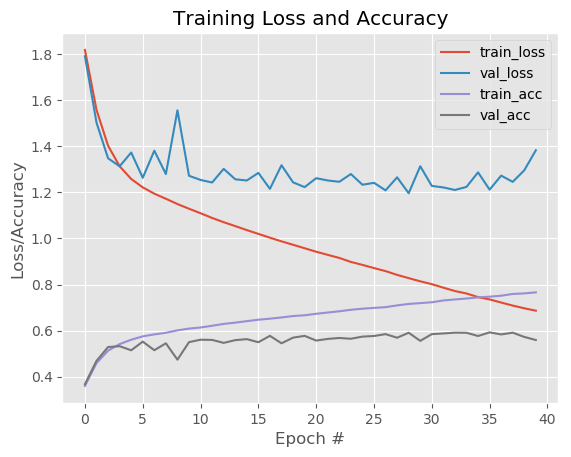 Training Loss and Accuracy
train_loss
val_loss
train_acc
val_acc
Loss/Accuracy
1.8
1.6
1.4
1.2
1.0
0.8
0.6
0.4
0 5 10 15 20 25 30 35 40
Epoch #